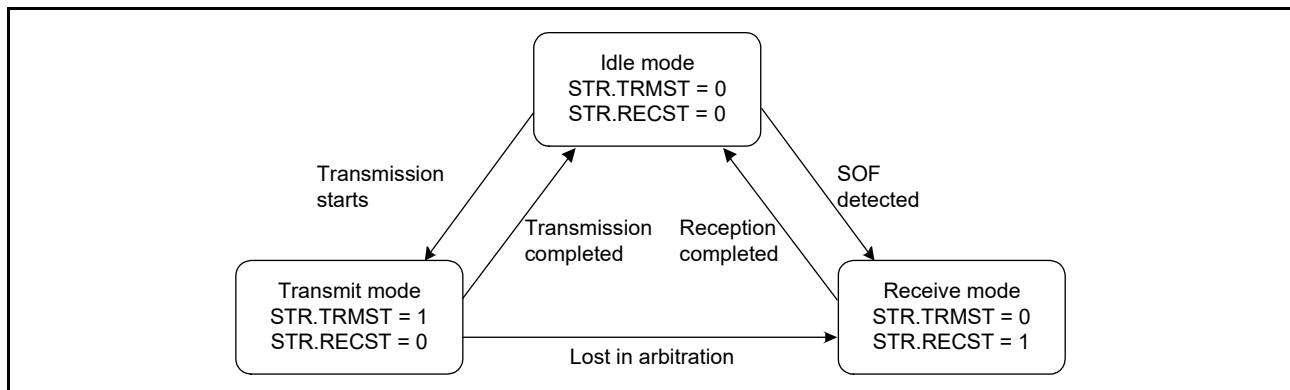 Idle mode
STR.TRMST = 0
STR.RECST = 0
Transmission
starts
SOF
detected
Transmission
completed
Reception
completed
Transmit mode
STR.TRMST = 1
STR.RECST = 0
Receive mode
STR.TRMST = 0
STR.RECST = 1
Lost in arbitration